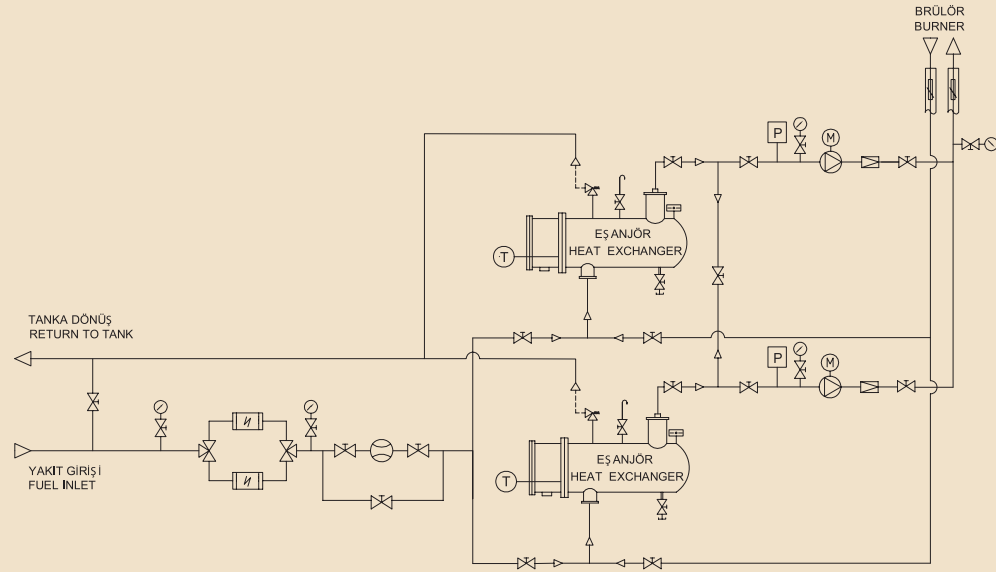 BRÜLÖR
BURNER
P
M
EŞANJÖR
HEAT EXCHANGER
T
TANKA DÖNÜŞ
RETURN TO TANK
P
M
YAKIT GİRİŞİ
FUEL INLET
EŞANJÖR
HEAT EXCHANGER
T